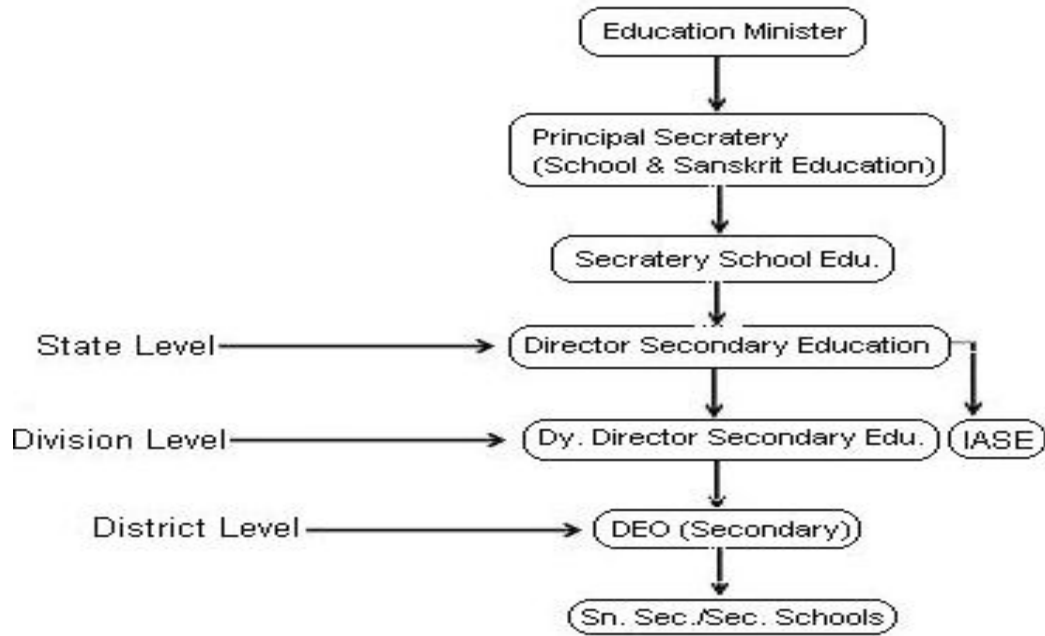 Education Minister
Principal Secratery
(School & Sanskrit Education)
Secratery School Edu.
State Level
Director Secondary Education
Division Level
Dy. Director Secondary Edu.
IASE
District Level
DEO (Secondary)
Sn. Sec./Sec. Schools